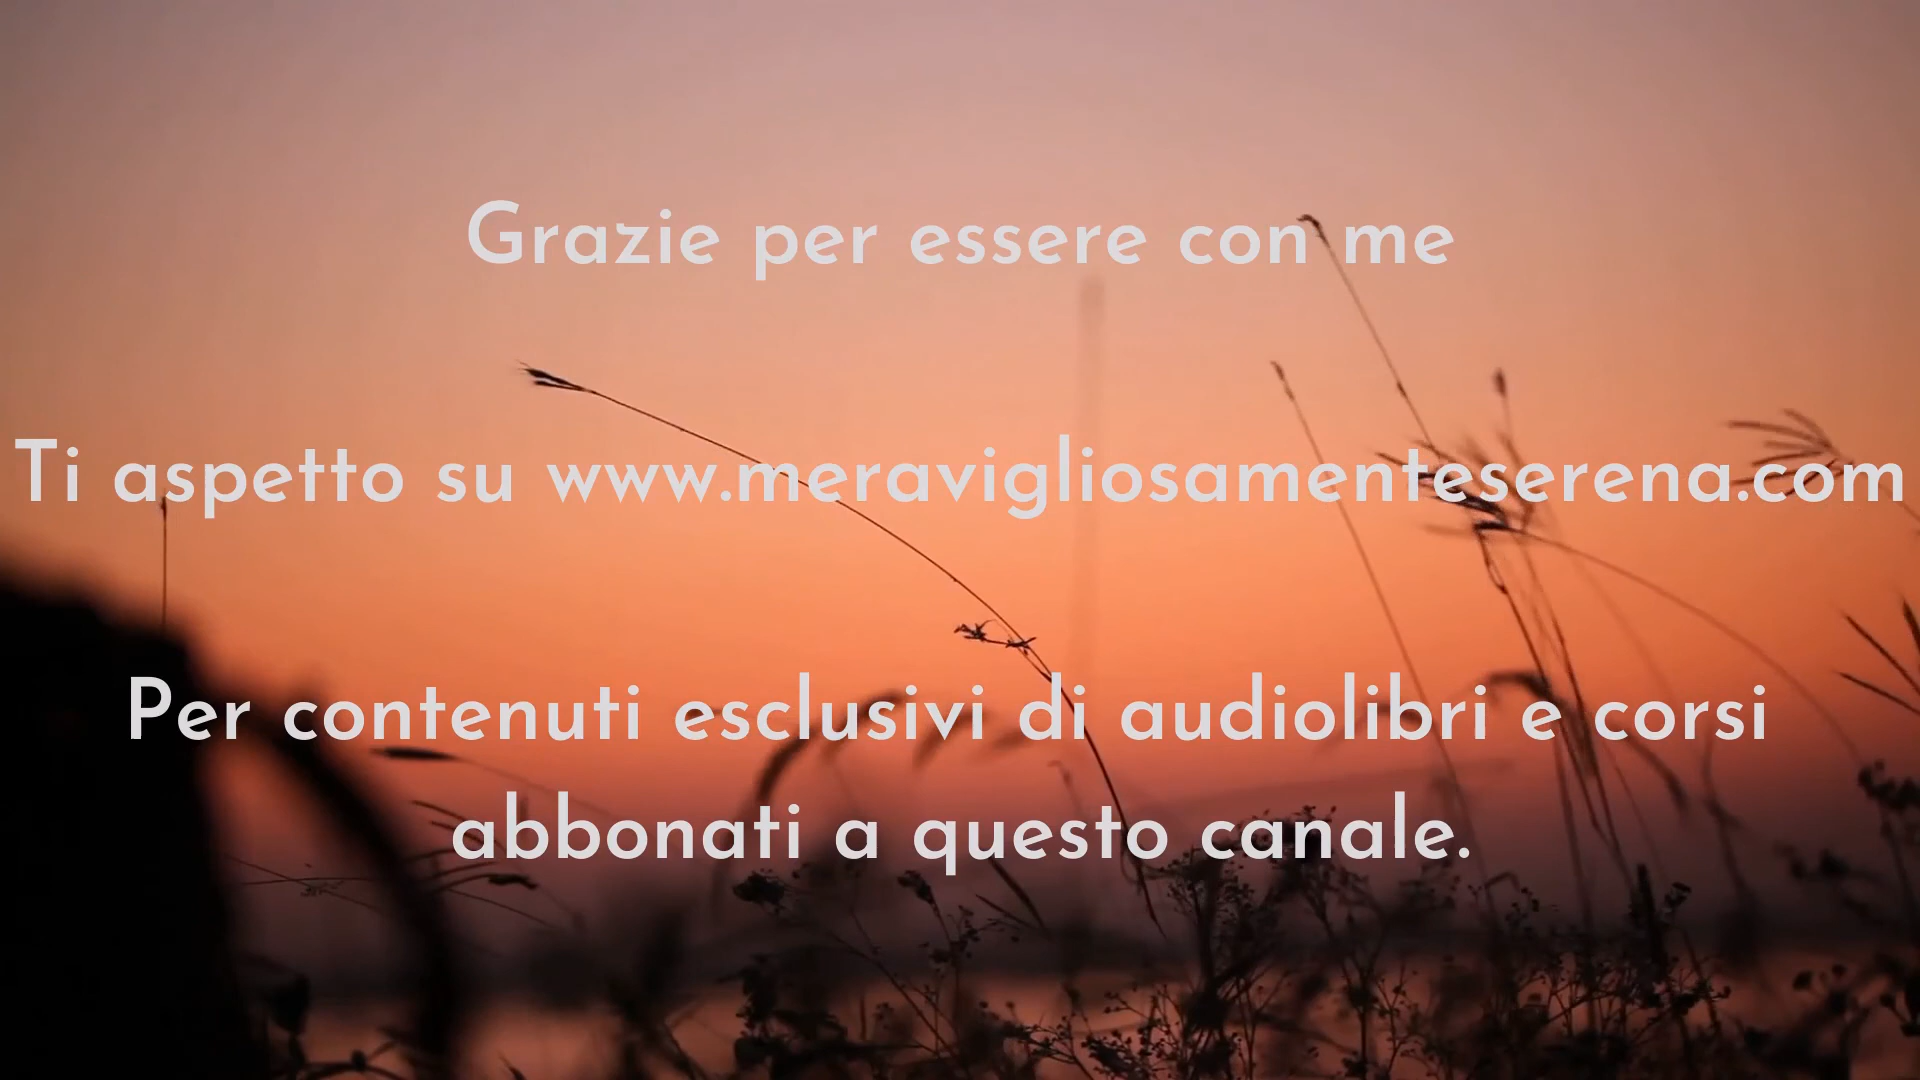 Grazie per essere con me
Ti aspetto su www.meravigliosamenteserena.com
Per contenuti esclusivi di audiolibri e corsi
abbonati a questo canale.